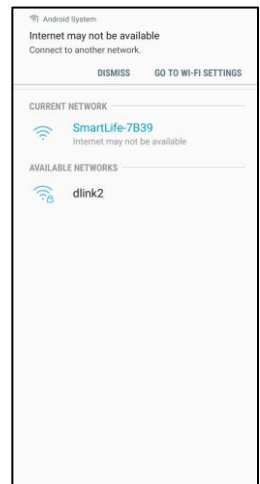 Android System
Internet may not be available
Connect to another network.
DISMISS GO TO WI-FI SETTINGS
CURRENT NETWORK
SmartLife-7B39
Internet may not be available
AVAILABLE NETWORKS
dlink2